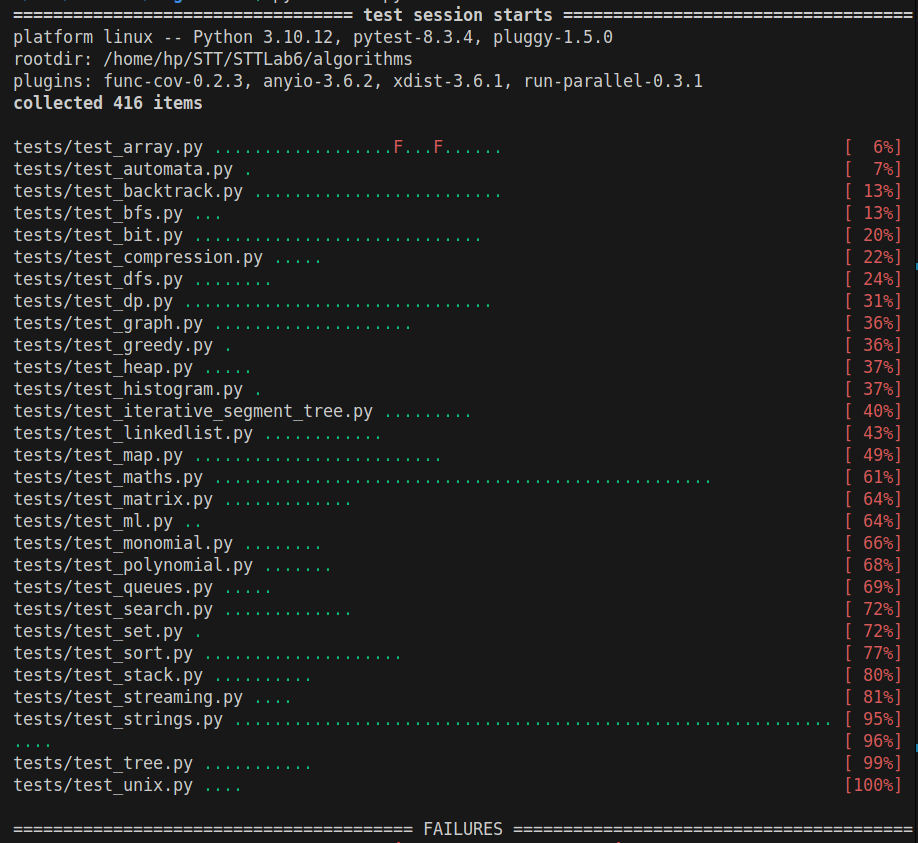 ================================== test session starts ===================================
platform linux -- Python 3.10.12, pytest-8.3.4, pluggy-1.5.0
rootdir: /home/hp/STT/STTLab6/algorithms
plugins: func-cov-0.2.3, anyio-3.6.2, xdist-3.6.1, run-parallel-0.3.1
collected 416 items
tests/test_array.py ..................F...F...... [ 6%]
tests/test_automata.py . [ 7%]
tests/test_backtrack.py ......................... [ 13%]
tests/test_bfs.py ... [ 13%]
tests/test_bit.py ............................. [ 20%]
tests/test_compression.py ..... [ 22%]
tests/test_dfs.py ........ [ 24%]
tests/test_dp.py ............................... [ 31%]
tests/test_graph.py .................... [ 36%]
tests/test_greedy.py . [ 36%]
tests/test_heap.py ..... [ 37%]
tests/test_histogram.py . [ 37%]
tests/test_iterative_segment_tree.py ......... [ 40%]
tests/test_linkedlist.py ............ [ 43%]
tests/test_map.py ......................... [ 49%]
tests/test_maths.py .................................................. [ 61%]
tests/test_matrix.py ............. [ 64%]
tests/test_ml.py .. [ 64%]
tests/test_monomial.py ........ [ 66%]
tests/test_polynomial.py ....... [ 68%]
tests/test_queues.py ..... [ 69%]
tests/test_search.py ............. [ 72%]
tests/test_set.py . [ 72%]
tests/test_sort.py .................... [ 77%]
tests/test_stack.py .......... [ 80%]
tests/test_streaming.py .... [ 81%]
tests/test_strings.py ............................................................ [ 95%]
.... [ 96%]
tests/test_tree.py ........... [ 99%]
tests/test_unix.py .... [100%]
======================================== FAILURES ========================================